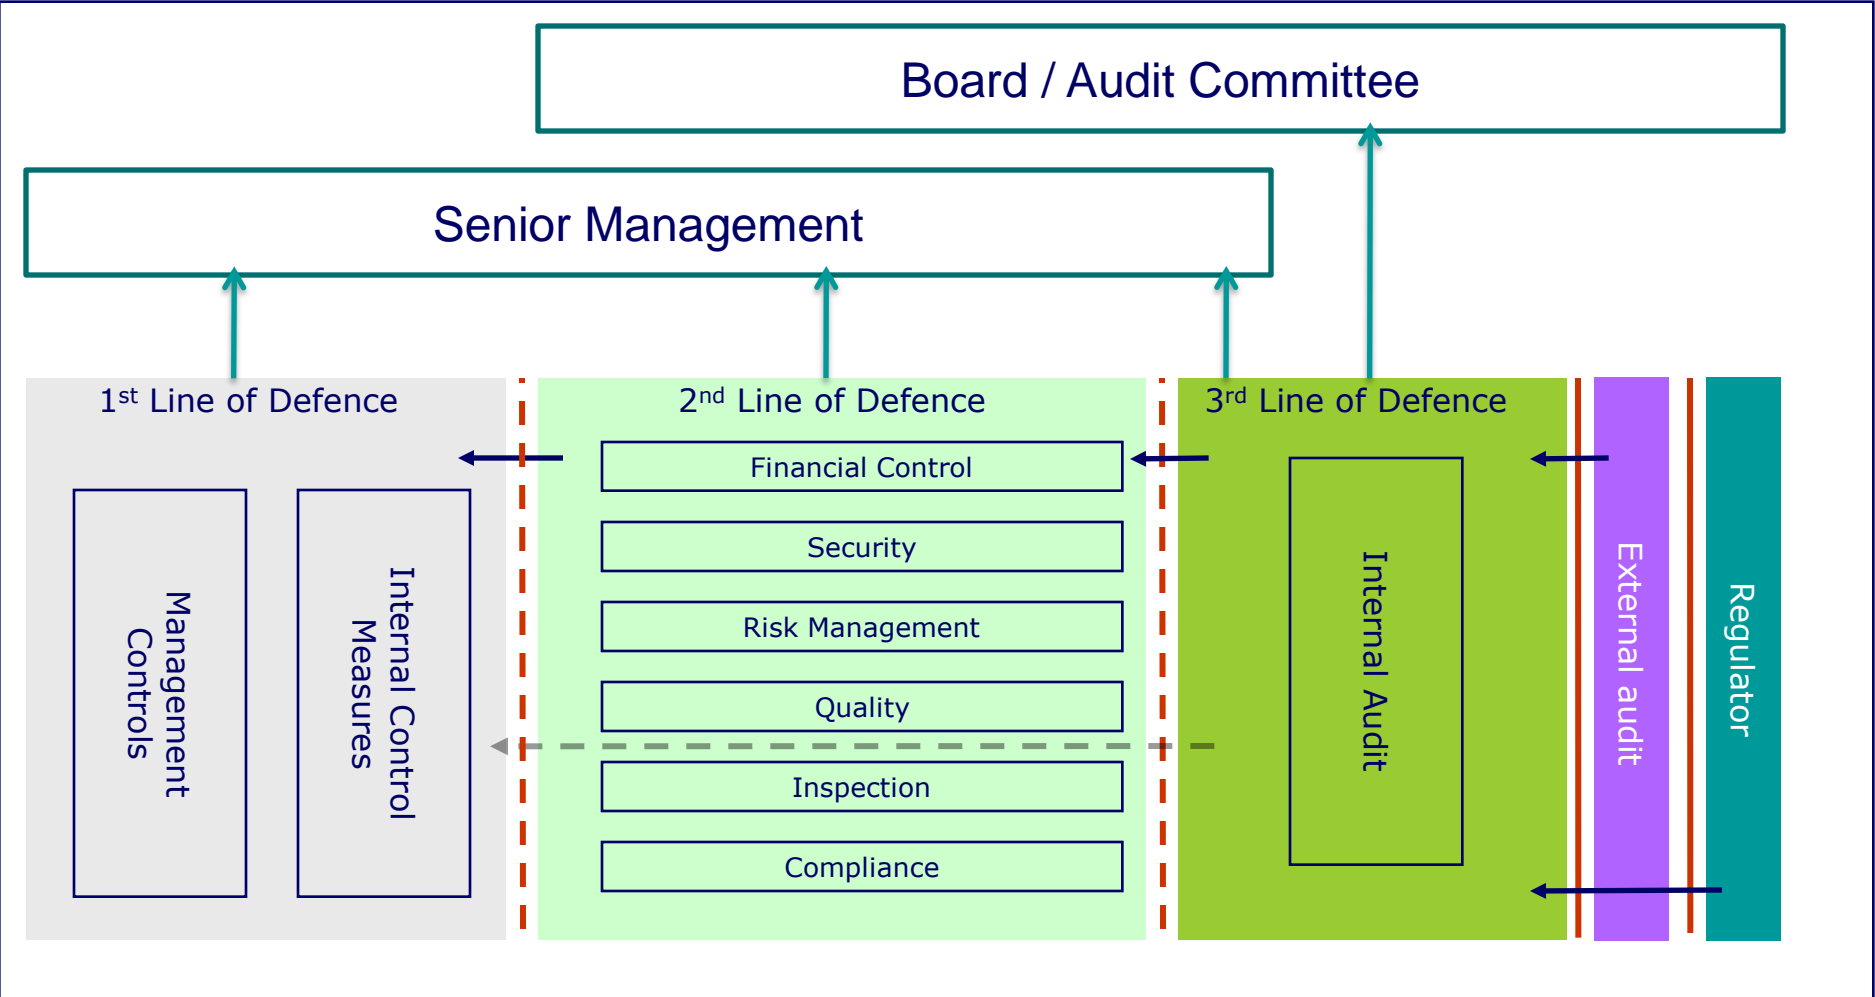 Board / Audit Committee
Senior Management
1st Line of Defence
2nd Line of Defence
3rd Line of Defence
Management
Controls
Internal Control
Measures
Financial Control
Security
Risk Management
Quality
Inspection
Compliance
Internal Audit
External audit
Regulator